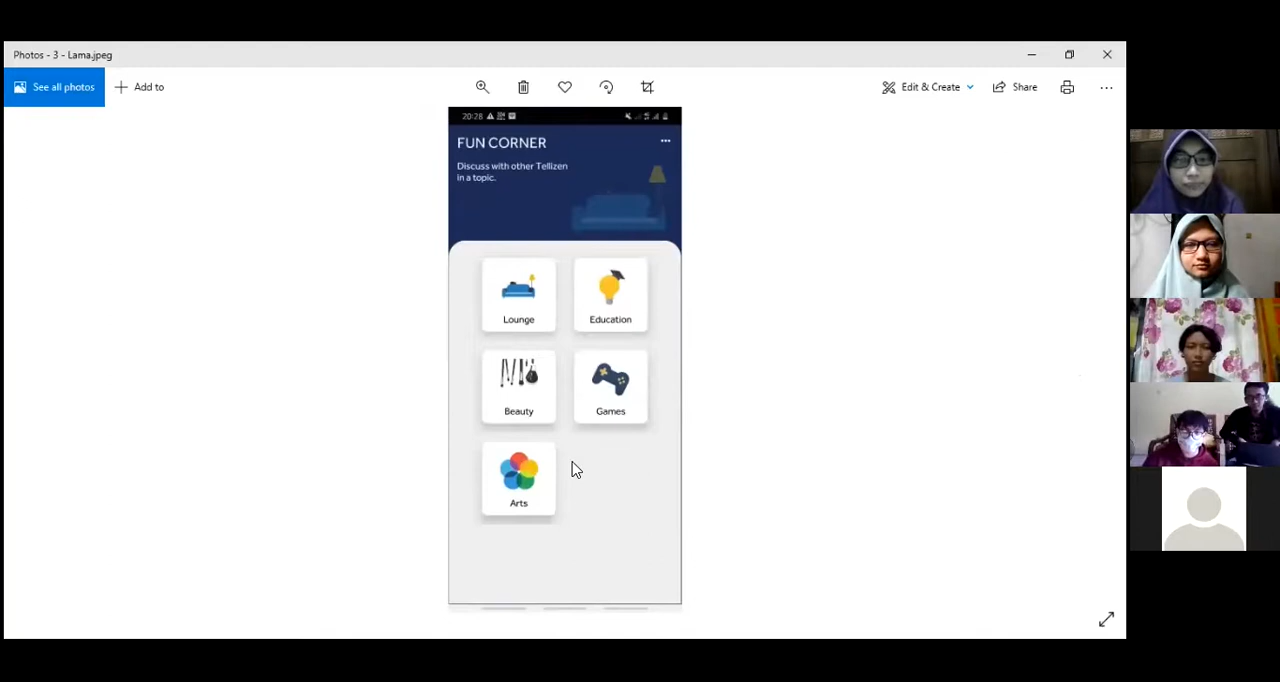 Photos - 3 - Lama.jpeg
See all photos
Add to
Edit & Create
Share
20:28
FUN CORNER
Discuss with other Tellizen
in a topic.
Lounge
Education
Beauty
Games
Arts